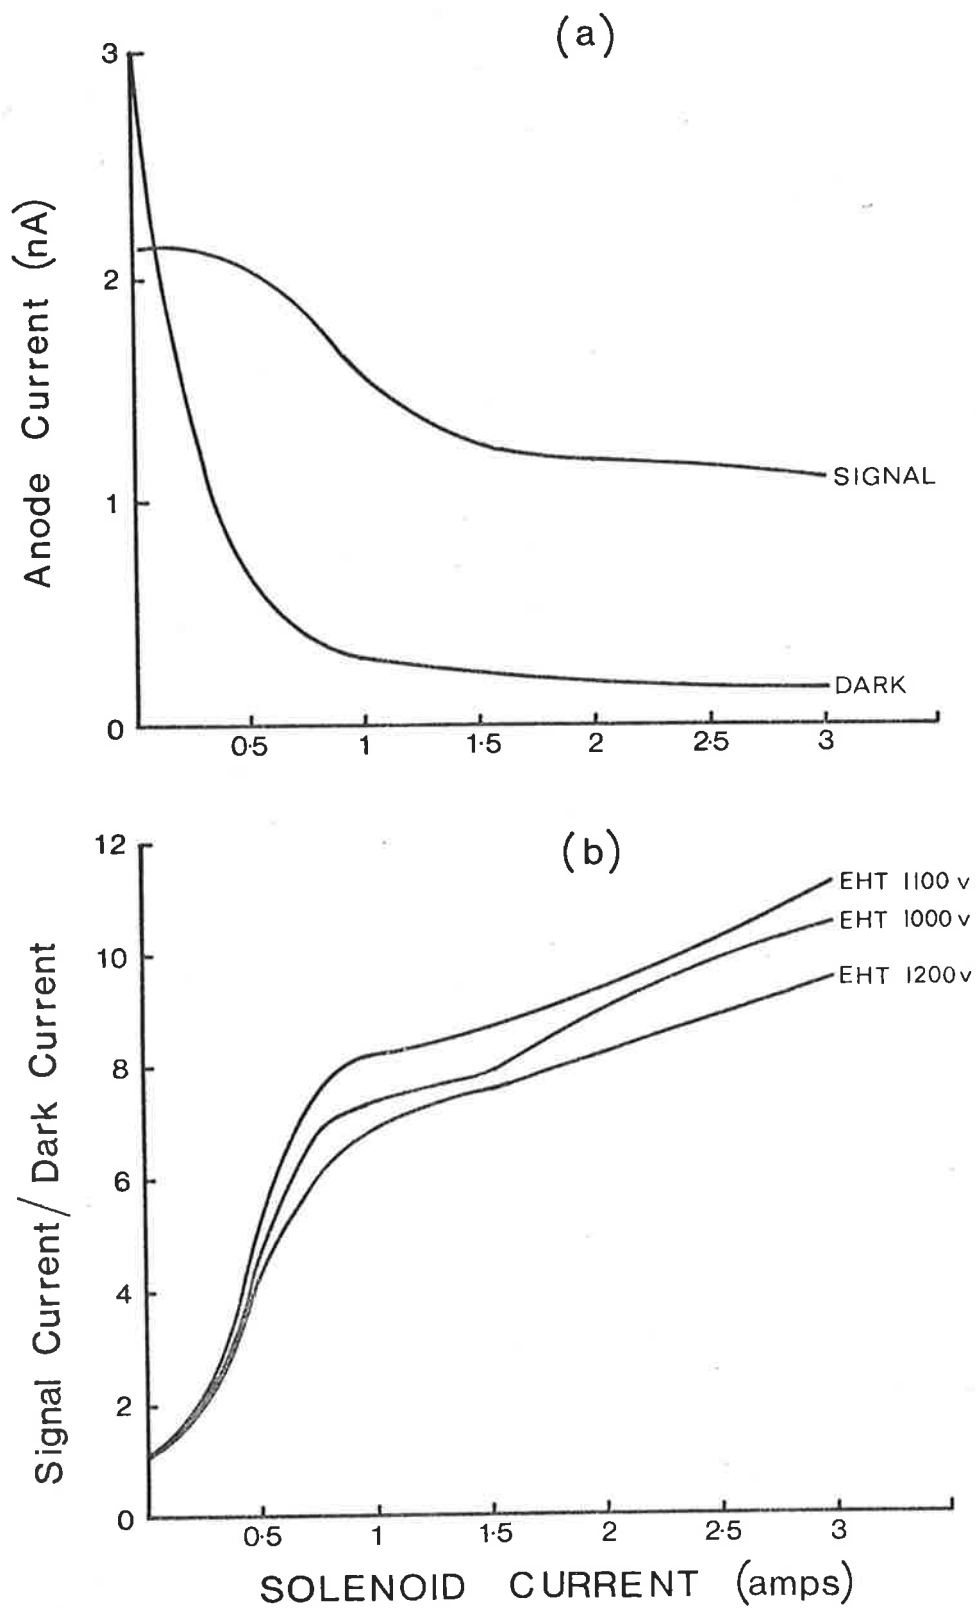 (a)
3
2
1
0
Anode Current (nA)
SIGNAL
DARK
0·5 1 1·5 2 2·5 3
(b)
12
10
8
6
4
2
0
Signal Current/ Dark Current
EHT 1100 v
EHT 1000 v
EHT 1200 v
0·5 1 1·5 2 2·5 3
SOLENOID CURRENT (amps)